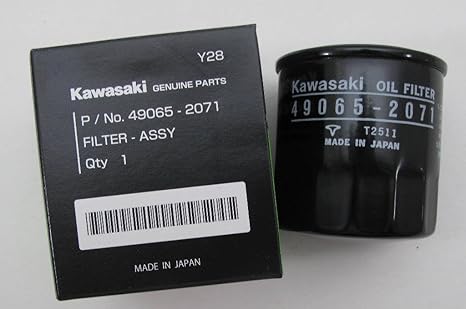 Y28
Kawasaki GENUINE PARTS
P / No. 49065 - 2071
FILTER - ASSY
Qty 1
MADE IN JAPAN
Kawasaki OIL FILTER
49065-2071
T2511
MADE IN JAPAN